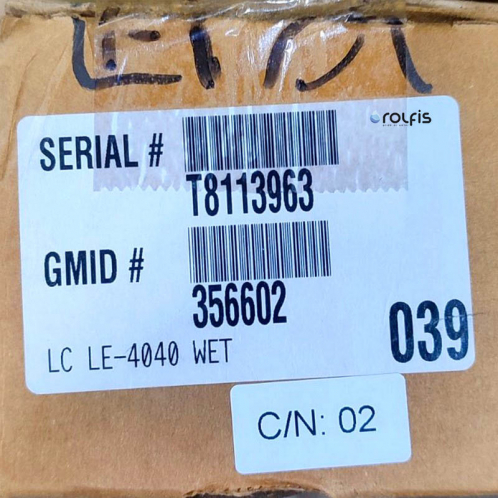 rolfis
SERIAL #
T8113963
GMID #
356602
039
LC LE-4040 WET
C/N: 02